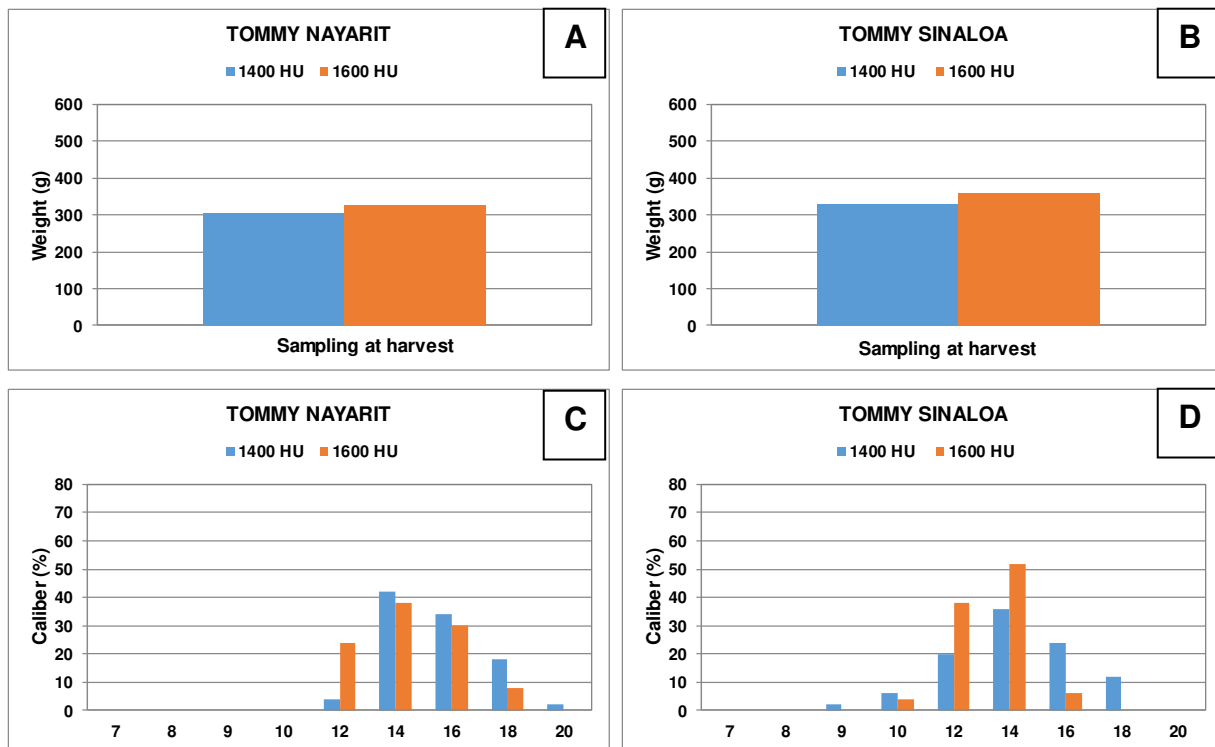 TOMMY NAYARIT
A
1400 HU 1600 HU
600
500
400
300
200
100
0
Weight (g)
Sampling at harvest
TOMMY SINALOA
B
1400 HU 1600 HU
600
500
400
300
200
100
0
Weight (g)
Sampling at harvest
TOMMY NAYARIT
C
1400 HU 1600 HU
80
70
60
50
40
30
20
10
0
Caliber (%)
7 8 9 10 12 14 16 18 20
TOMMY SINALOA
D
1400 HU 1600 HU
80
70
60
50
40
30
20
10
0
Caliber (%)
7 8 9 10 12 14 16 18 20